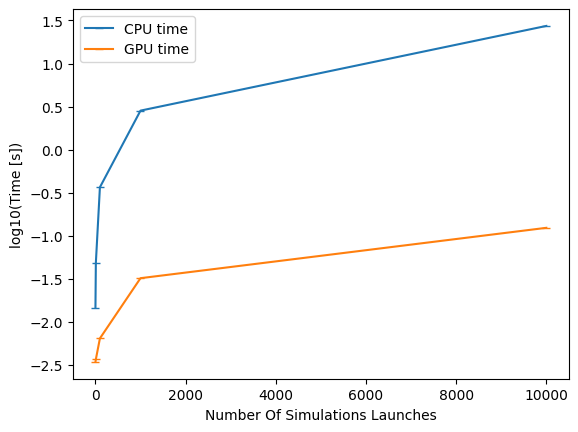 CPU time
GPU time
1.5
1.0
0.5
0.0
−0.5
−1.0
−1.5
−2.0
−2.5
log10(Time [s])
0 2000 4000 6000 8000 10000
Number Of Simulations Launches